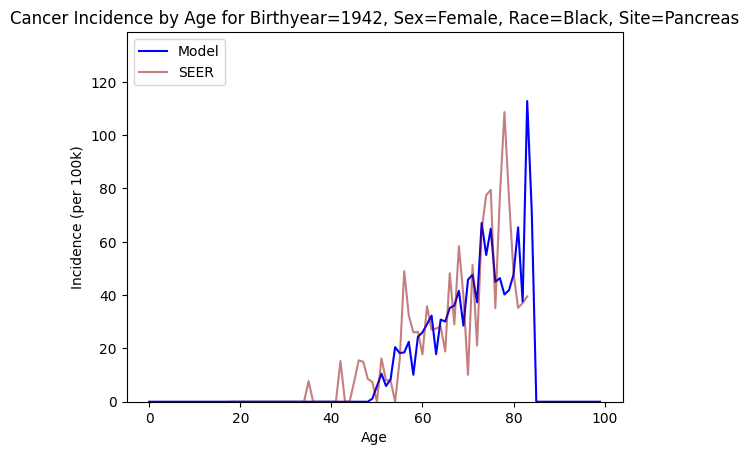 Cancer Incidence by Age for Birthyear=1942, Sex=Female, Race=Black, Site=Pancreas
Model
SEER
120
100
80
60
40
20
0
Incidence (per 100k)
0 20 40 60 80 100
Age